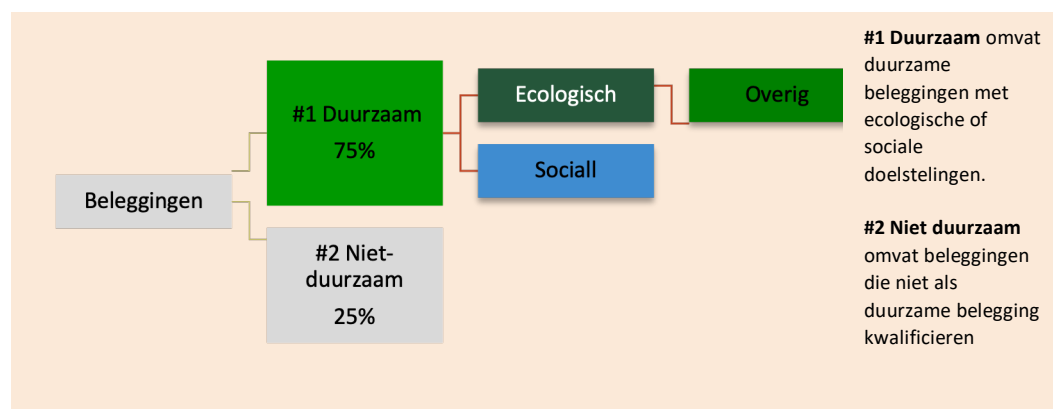 Beleggingen
#1 Duurzaam
75%
#2 Niet-
duurzaam
25%
Ecologisch
Sociall
Overig
#1 Duurzaam omvat
duurzame
beleggingen met
ecologische of
sociale
doelstelingen.
#2 Niet duurzaam
omvat beleggingen
die niet als
duurzame belegging
kwalificieren